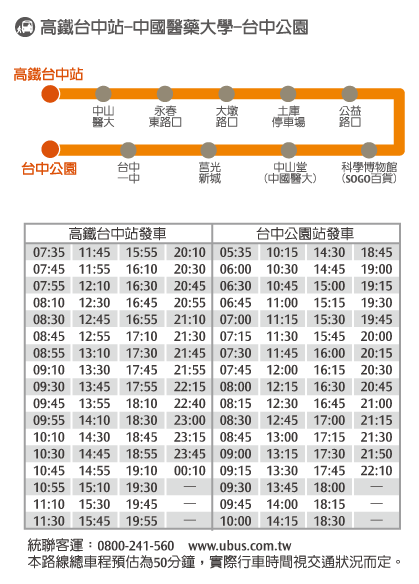 高鐵台中站-中國醫藥大學-台中公園
高鐵台中站
中山 永春 大墩 土庫 公益
醫大 東路口 路口 停車場 路口
台中公園 台中 莒光 中山堂 科學博物館
一中 新城 (中國醫大) (SOGO百貨)
高鐵台中站發車 台中公園站發車
07:35 11:45 15:55 20:10 05:35 10:15 14:30 18:45
07:45 11:55 16:10 20:30 06:00 10:30 14:45 19:00
07:55 12:10 16:30 20:45 06:30 10:45 15:00 19:15
08:10 12:30 16:45 20:55 06:45 11:00 15:15 19:30
08:30 12:45 16:55 21:10 07:00 11:15 15:30 19:45
08:45 12:55 17:10 21:30 07:15 11:30 15:45 20:00
08:55 13:10 17:30 21:45 07:30 11:45 16:00 20:15
09:10 13:30 17:45 21:55 07:45 12:00 16:15 20:30
09:30 13:45 17:55 22:15 08:00 12:15 16:30 20:45
09:45 13:55 18:10 22:40 08:15 12:30 16:45 21:00
09:55 14:10 18:30 23:00 08:30 12:45 17:00 21:15
10:10 14:30 18:45 23:15 08:45 13:00 17:15 21:30
10:30 14:45 18:55 23:45 09:00 13:15 17:30 21:50
10:45 14:55 19:10 00:10 09:15 13:30 17:45 22:10
10:55 15:10 19:30 — 09:30 13:45 18:00 —
11:10 15:30 19:45 — 09:45 14:00 18:15 —
11:30 15:45 19:55 — 10:00 14:15 18:30 —
統聯客運：0800-241-560 www.ubus.com.tw
本路線總車程預估為50分鐘，實際行車時間視交通狀況而定。